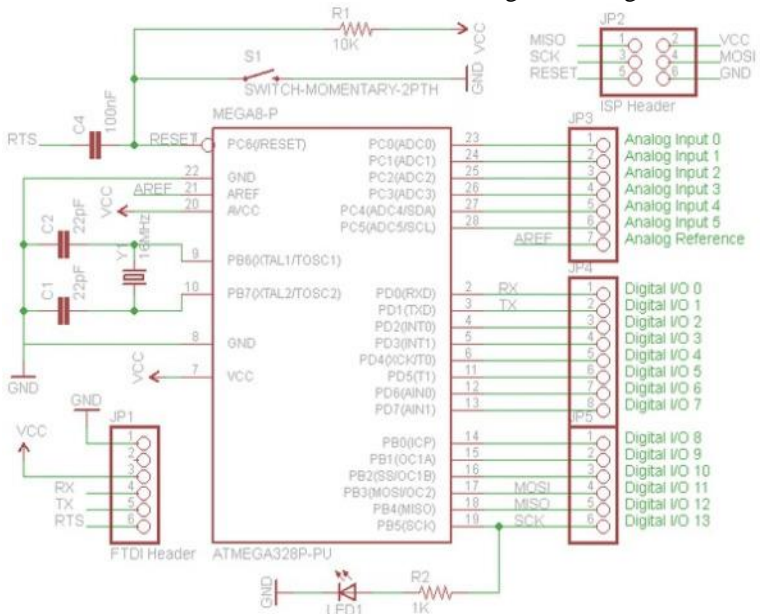 R1
10K
VCC
S1
SWITCH-MOMENTARY-2PTH
GND
JP2
MISO 1 2 VCC
SCK 3 4 MOSI
RESET 5 6 GND
ISP Header
RTS
C4
100nF
MEGA8-P
RESET 1 PC6(/RESET)
22 GND
AREF 21 AREF
VCC 20 AVCC
C2
22pF
Y1
16MHz
9 PB6(XTAL1/TOSC1)
C1
22pF
10 PB7(XTAL2/TOSC2)
8 GND
GND
VCC 7 VCC
PC0(ADC0) 23
PC1(ADC1) 24
PC2(ADC2) 25
PC3(ADC3) 26
PC4(ADC4/SDA) 27
PC5(ADC5/SCL) 28
JP3
1 Analog Input 0
2 Analog Input 1
3 Analog Input 2
4 Analog Input 3
5 Analog Input 4
6 Analog Input 5
AREF 7 Analog Reference
PD0(RXD) 2 RX
PD1(TXD) 3 TX
PD2(INT0) 4
PD3(INT1) 5
PD4(XCK/T0) 6
PD5(T1) 11
PD6(AIN0) 12
PD7(AIN1) 13
JP4
1 Digital I/O 0
2 Digital I/O 1
3 Digital I/O 2
4 Digital I/O 3
5 Digital I/O 4
6 Digital I/O 5
7 Digital I/O 6
8 Digital I/O 7
PB0(ICP) 14
PB1(OC1A) 15
PB2(SS/OC1B) 16
PB3(MOSI/OC2) 17 MOSI
PB4(MISO) 18 MISO
PB5(SCK) 19 SCK
JP5
1 Digital I/O 8
2 Digital I/O 9
3 Digital I/O 10
4 Digital I/O 11
5 Digital I/O 12
6 Digital I/O 13
GND
JP1
VCC
1
2
3
RX 4
TX 5
RTS 6
FTDI Header
ATMEGA328P-PU
GND
LED1
R2
1K